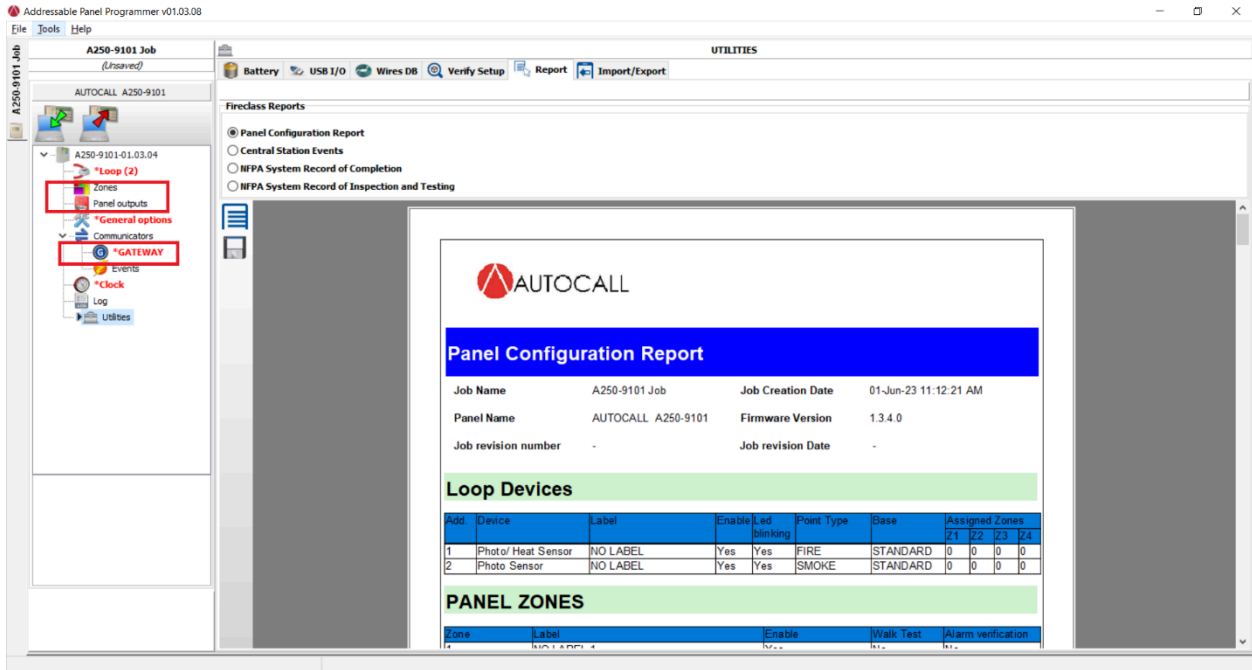 Addressable Panel Programmer v01.03.08
File Tools Help
A250-9101 Job
A250-9101 Job
(Unsaved)
AUTOCALL A250-9101
A250-9101-01.03.04
*Loop (2)
Zones
Panel outputs
*General options
Communicators
G *GATEWAY
Events
*Clock
Log
Utilities
UTILITIES
Battery USB I/O Wires DB Verify Setup Report Import/Export
Fireclass Reports
Panel Configuration Report
Central Station Events
NFPA System Record of Completion
NFPA System Record of Inspection and Testing
AUTOCALL
Panel Configuration Report
Job Name A250-9101 Job Job Creation Date 01-Jun-23 11:12:21 AM
Panel Name AUTOCALL A250-9101 Firmware Version 1.3.4.0
Job revision number - Job revision Date -
Loop Devices
Add. Device Label Enable Led blinking Point Type Base Assigned Zones
Z1 Z2 Z3 Z4
1 Photo/ Heat Sensor NO LABEL Yes Yes FIRE STANDARD 0 0 0 0
2 Photo Sensor NO LABEL Yes Yes SMOKE STANDARD 0 0 0 0
PANEL ZONES
Zone Label Enable Walk Test Alarm verification